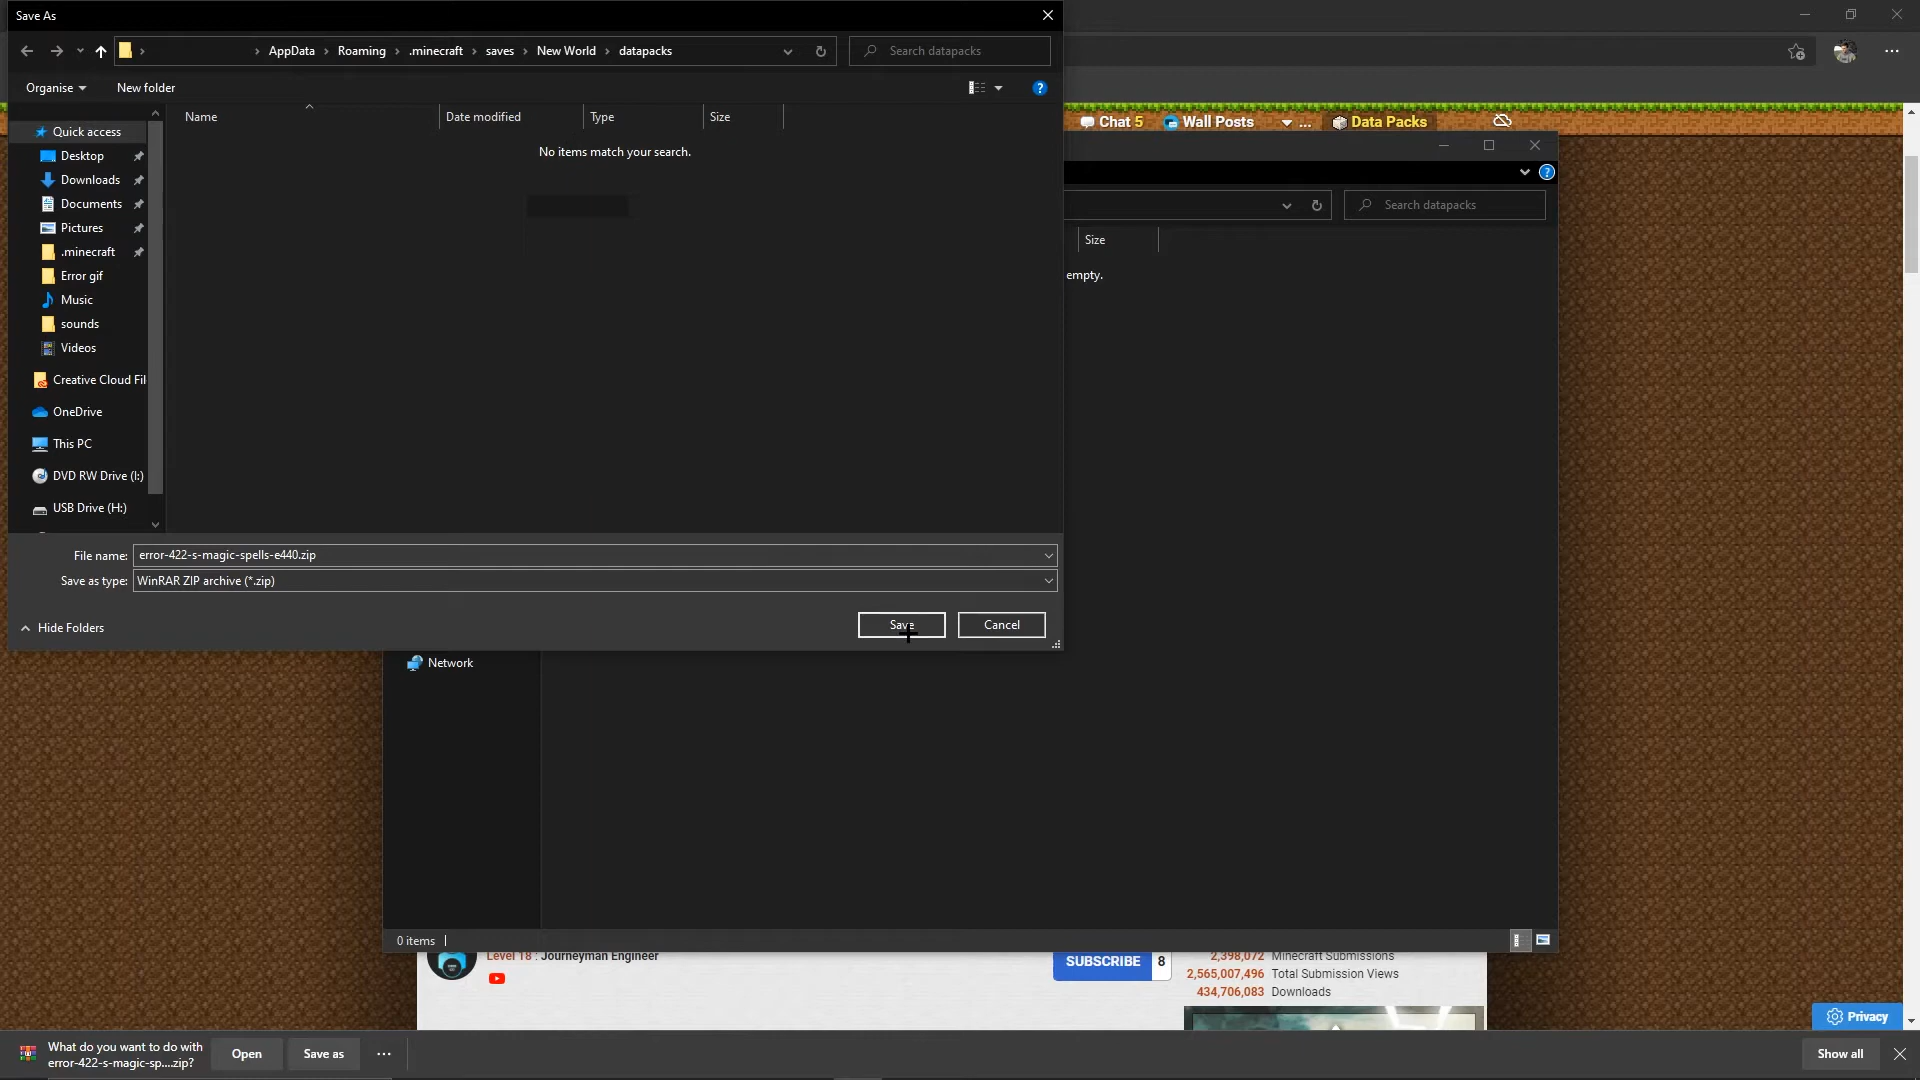 Save As
AppData > Roaming > .minecraft > saves > New World > datapacks
Search datapacks
Organise
New folder
Name
Date modified
Type
Size
No items match your search.
Quick access
Desktop
Downloads
Documents
Pictures
.minecraft
Error gif
Music
sounds
Videos
Creative Cloud Fil
OneDrive
This PC
DVD RW Drive (I:)
USB Drive (H:)
File name: error-422-s-magic-spells-e440.zip
Save as type: WinRAR ZIP archive (*.zip)
Hide Folders
Save
Cancel
Chat 5
Wall Posts
...
Data Packs
Search datapacks
Size
empty.
Network
0 items
Level 18 : Journeyman Engineer
SUBSCRIBE 8
2,398,072 Minecraft Submissions
2,565,007,496 Total Submission Views
434,706,083 Downloads
Privacy
What do you want to do with
error-422-s-magic-sp....zip?
Open
Save as
Show all